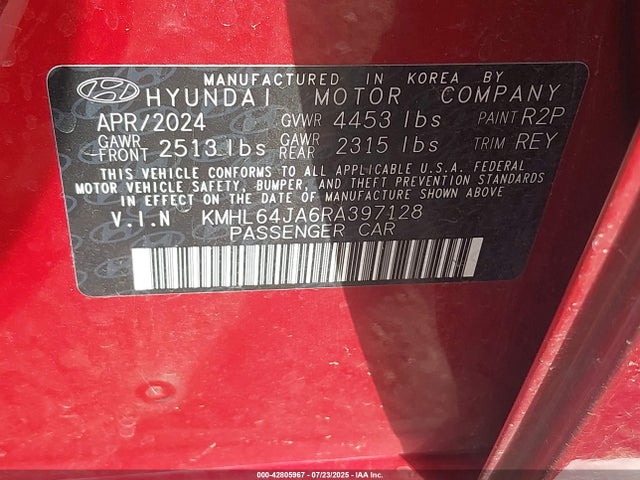 MANUFACTURED IN KOREA BY
HYUNDAI MOTOR COMPANY
APR/2024 GVWR 4453 lbs PAINT R2P
GAWR FRONT 2513 lbs GAWR REAR 2315 lbs TRIM REY
THIS VEHICLE CONFORMS TO ALL APPLICABLE U.S.A. FEDERAL
MOTOR VEHICLE SAFETY, BUMPER, AND THEFT PREVENTION STANDARDS
IN EFFECT ON THE DATE OF MANUFACTURE SHOWN ABOVE.
V.I.N KMHL64JA6RA397128
PASSENGER CAR
000-42805967 - 07/23/2025 - IAAI.COM